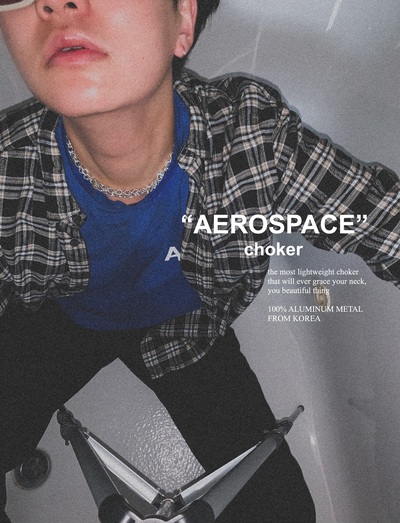 “AEROSPACE”
choker
the most lightweight choker
that will ever grace your neck,
you beautiful thing
100% ALUMINUM METAL
FROM KOREA
A